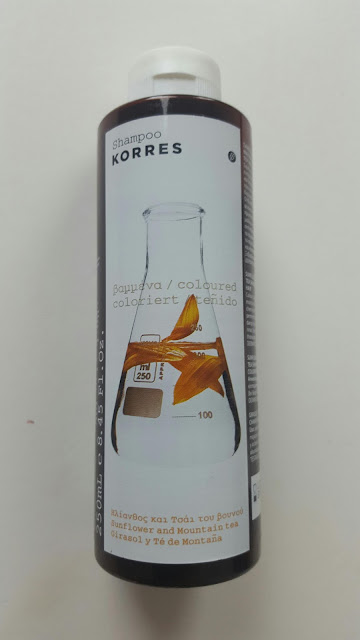 Shampoo
KORRES
βαμμένα / coloured
coloriert teñido
ml
250
100
Ηλίανθος και Τσάι του βουνού
Sunflower and Mountain tea
Girasol y Té de Montaña
250mL e 8.45 Fl.Oz.